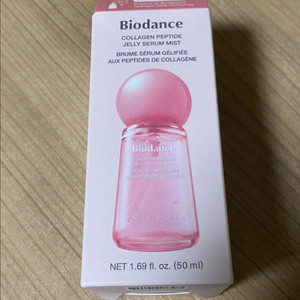 Biodance
COLLAGEN PEPTIDE
JELLY SERUM MIST
BRUME SÉRUM GÉLIFIÉE
AUX PEPTIDES DE COLLAGÈNE
Biodance
NET 1.69 fl. oz. (50 ml)